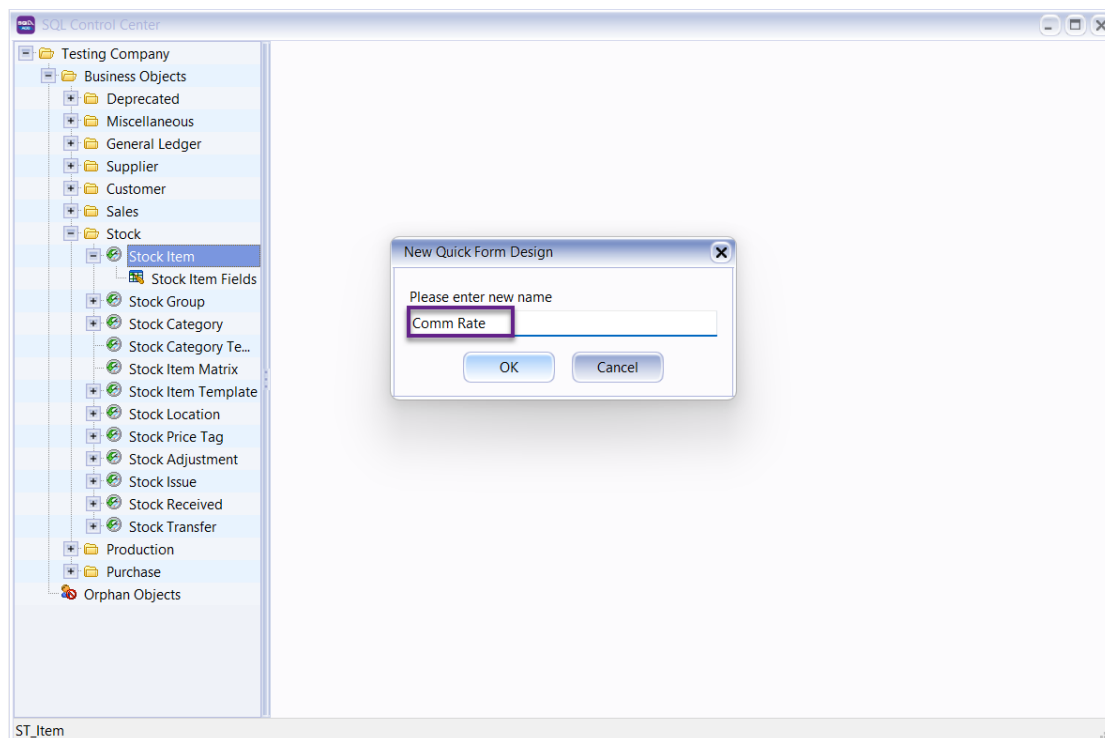 SQL Control Center
Testing Company
Business Objects
Deprecated
Miscellaneous
General Ledger
Supplier
Customer
Sales
Stock
Stock Item
Stock Item Fields
Stock Group
Stock Category
Stock Category Te...
Stock Item Matrix
Stock Item Template
Stock Location
Stock Price Tag
Stock Adjustment
Stock Issue
Stock Received
Stock Transfer
Production
Purchase
Orphan Objects
New Quick Form Design
Please enter new name
Comm Rate
OK Cancel
ST_Item